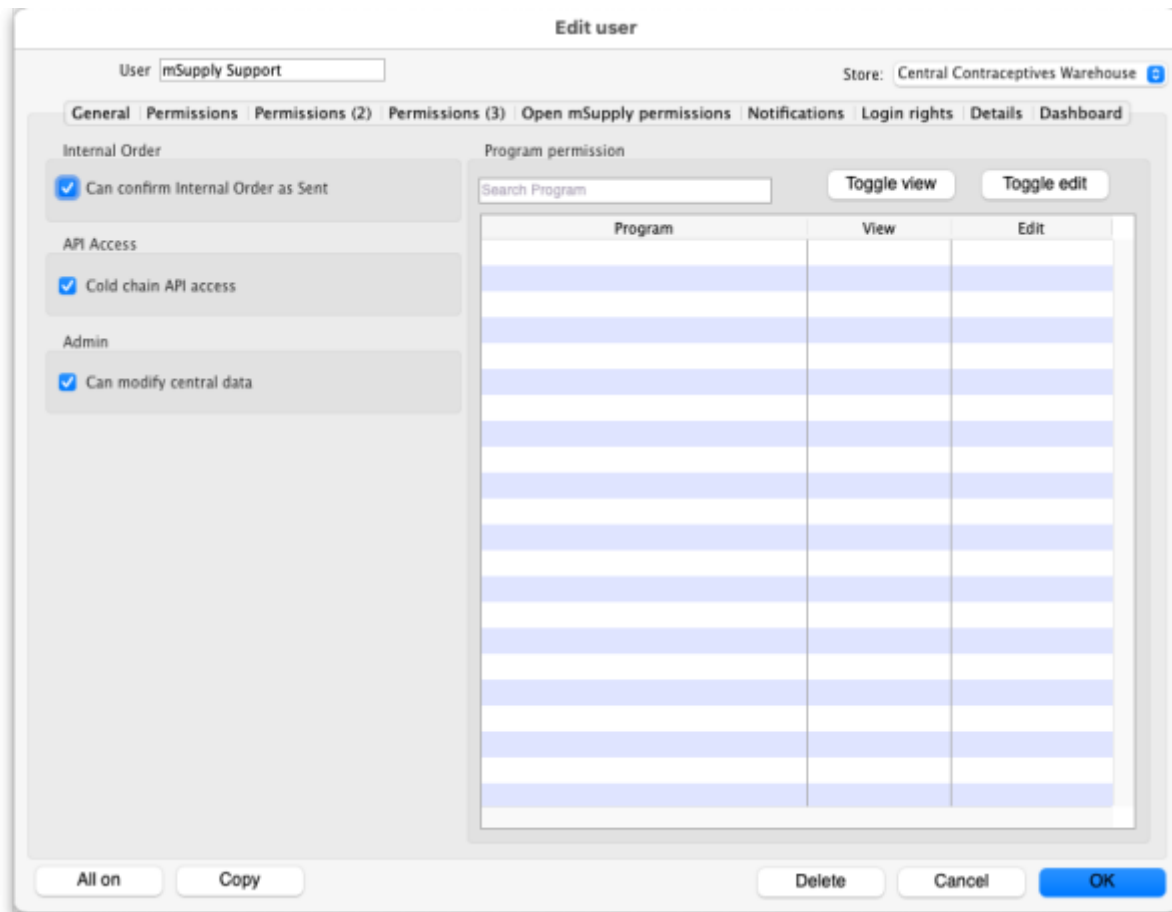 Edit user
User mSupply Support
Store: Central Contraceptives Warehouse
General Permissions Permissions (2) Permissions (3) Open mSupply permissions Notifications Login rights Details Dashboard
Internal Order
Can confirm Internal Order as Sent
API Access
Cold chain API access
Admin
Can modify central data
Program permission
Search Program
Toggle view Toggle edit
Program View Edit
All on Copy Delete Cancel OK